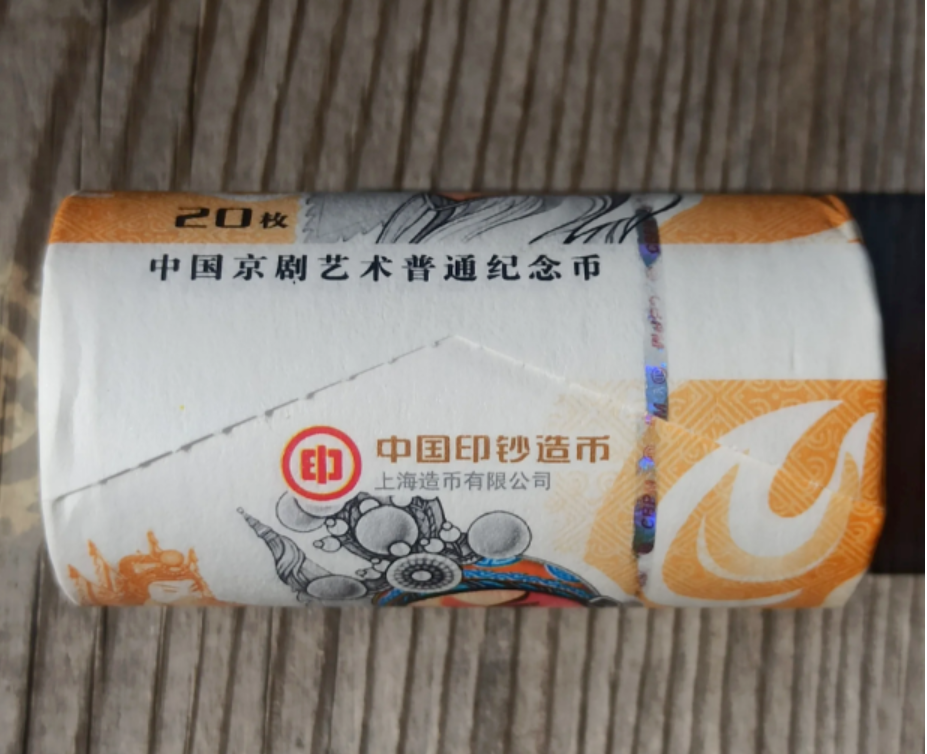 20枚
中国京剧艺术普通纪念币
印
中国印钞造币
上海造币有限公司